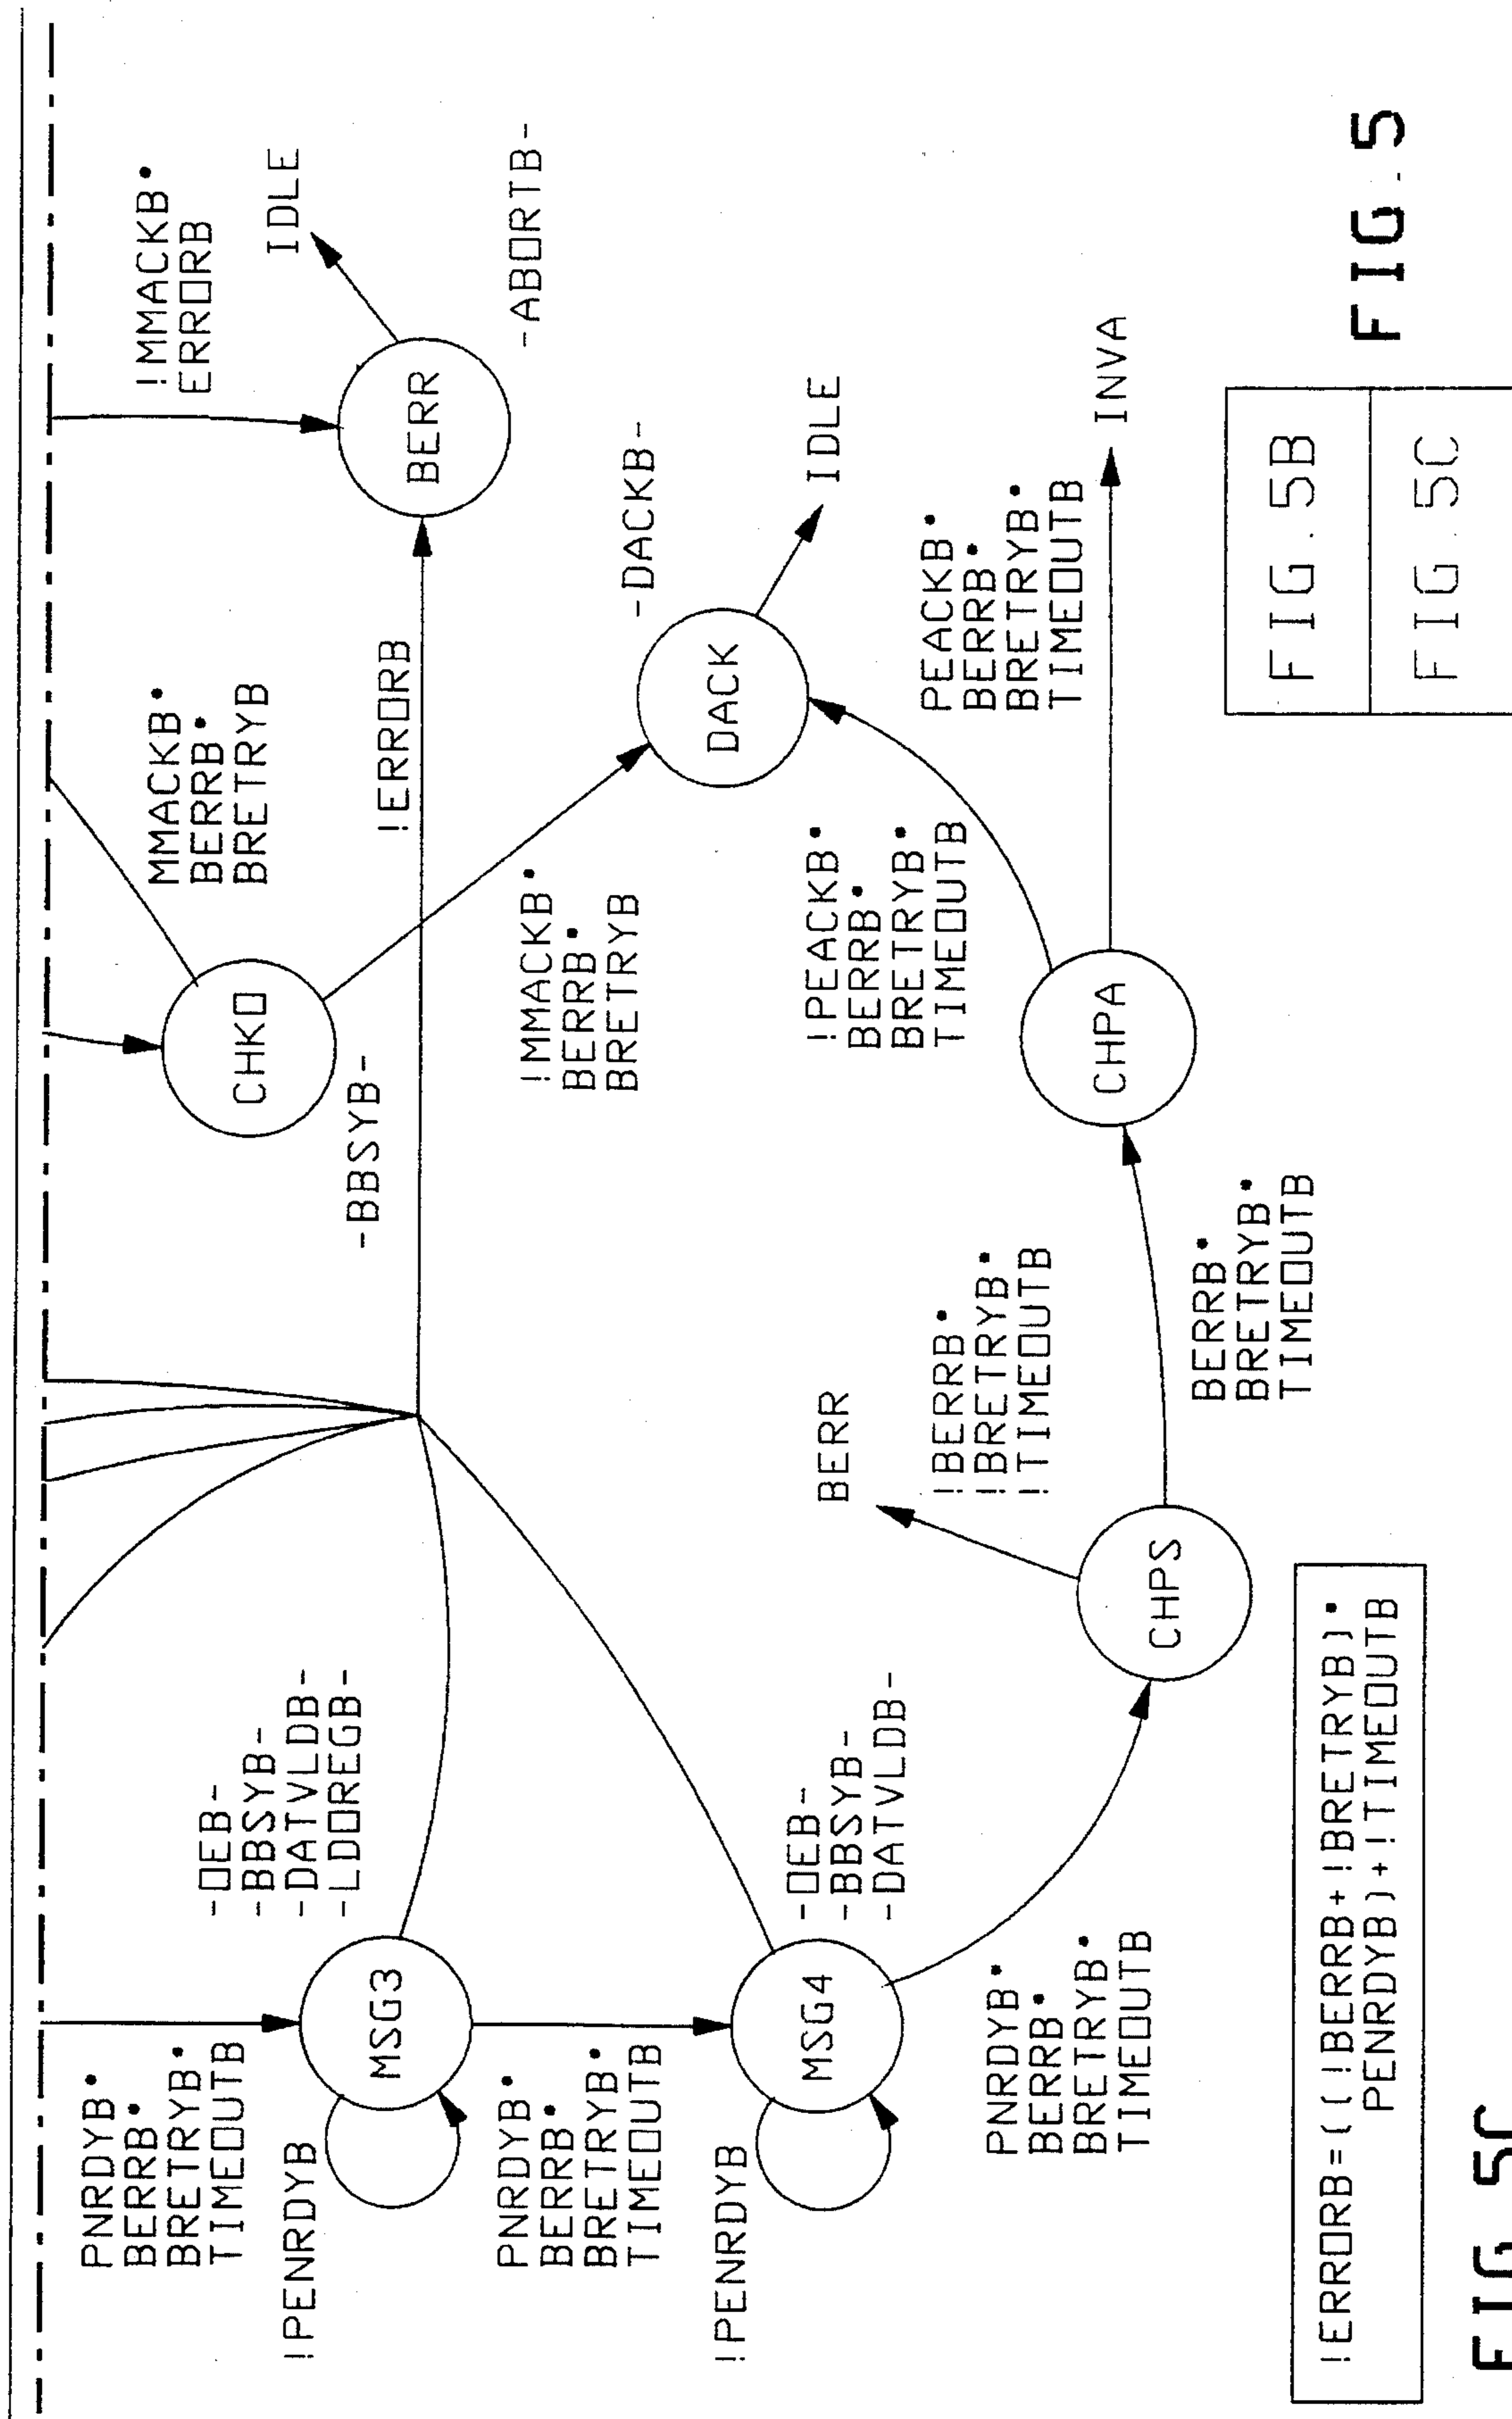 !MMACKB•
ERRORB
IDLE
BERR
-ABORTB-
MMACKB•
BERRB•
BRETRYB
CHKO
-BBSYB-
!ERRORB
!MMACKB•
BERRB•
BRETRYB
-DACKB-
DACK
IDLE
PNRDYB•
BERRB•
BRETRYB•
TIMEOUTB
-OEB-
-BBSYB-
-DATVLDB-
-LDOREGB-
!PENRDYB
MSG3
PNRDYB•
BERRB•
BRETRYB•
TIMEOUTB
-OEB-
-BBSYB-
-DATVLDB-
!PENRDYB
MSG4
PNRDYB•
BERRB•
BRETRYB•
TIMEOUTB
BERR
!BERRB•
!BRETRYB•
!TIMEOUTB
CHPS
BERRB•
BRETRYB•
TIMEOUTB
!PEACKB•
BERRB•
BRETRYB•
TIMEOUTB
CHPA
PEACKB•
BERRB•
BRETRYB•
TIMEOUTB
INVA
!ERRORB=((!BERRB+!BRETRYB)•
PENRDYB)+!TIMEOUTB
FIG. 5B
FIG. 5C
FIG. 5
FIG. 5C